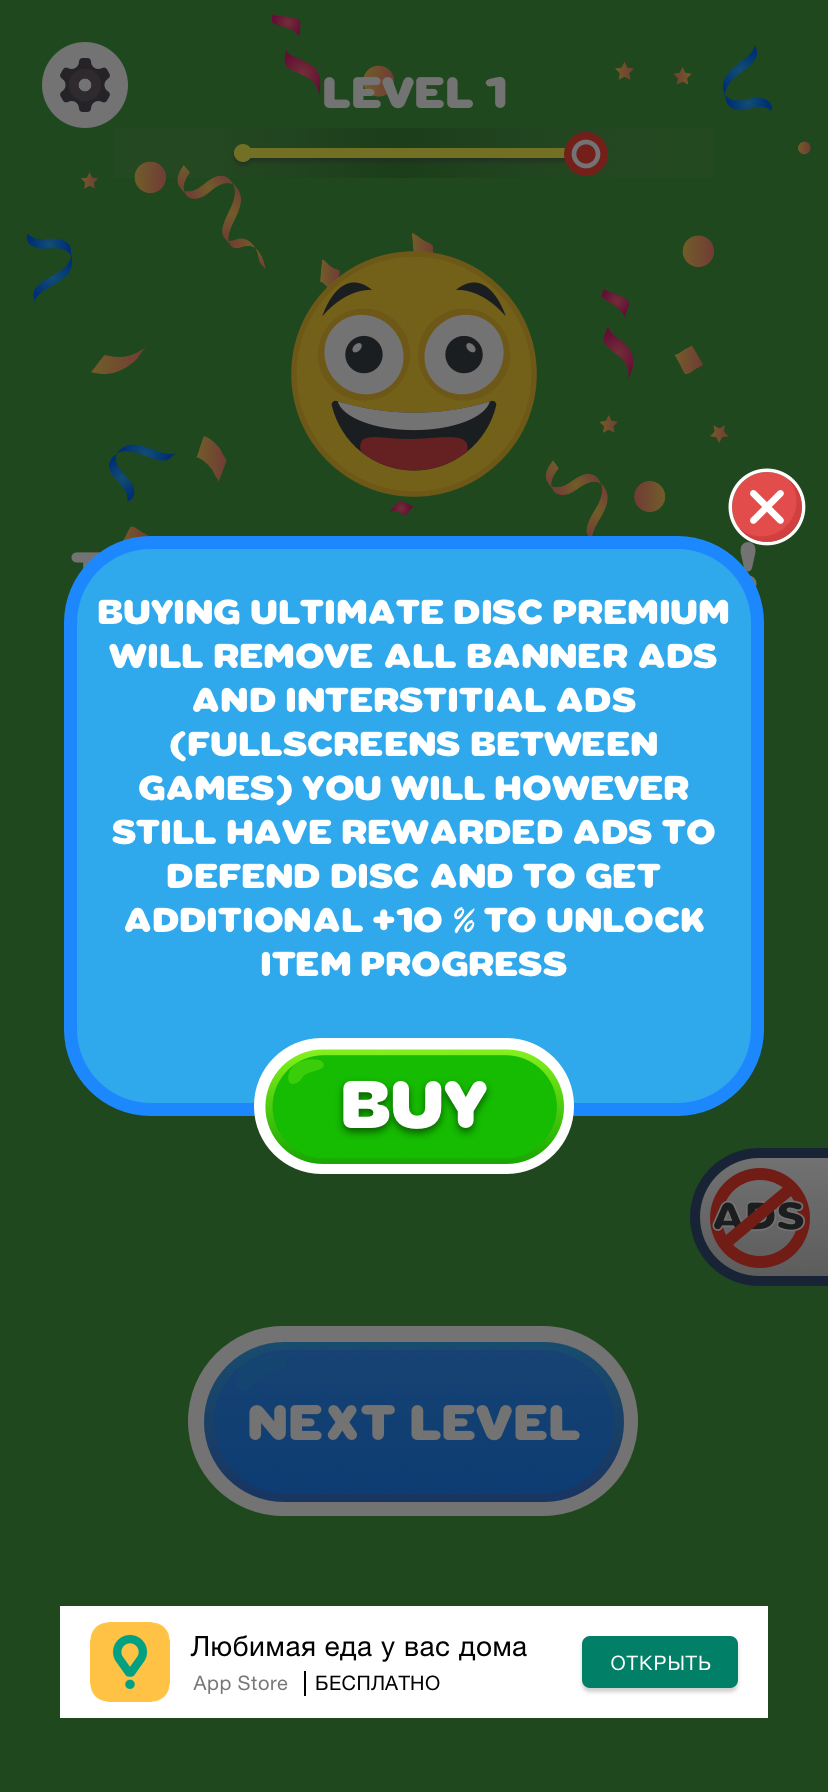 LEVEL 1
BUYING ULTIMATE DISC PREMIUM
WILL REMOVE ALL BANNER ADS
AND INTERSTITIAL ADS
(FULLSCREENS BETWEEN
GAMES) YOU WILL HOWEVER
STILL HAVE REWARDED ADS TO
DEFEND DISC AND TO GET
ADDITIONAL +10 % TO UNLOCK
ITEM PROGRESS
BUY
ADS
NEXT LEVEL
Любимая еда у вас дома
App Store | БЕСПЛАТНО
ОТКРЫТЬ